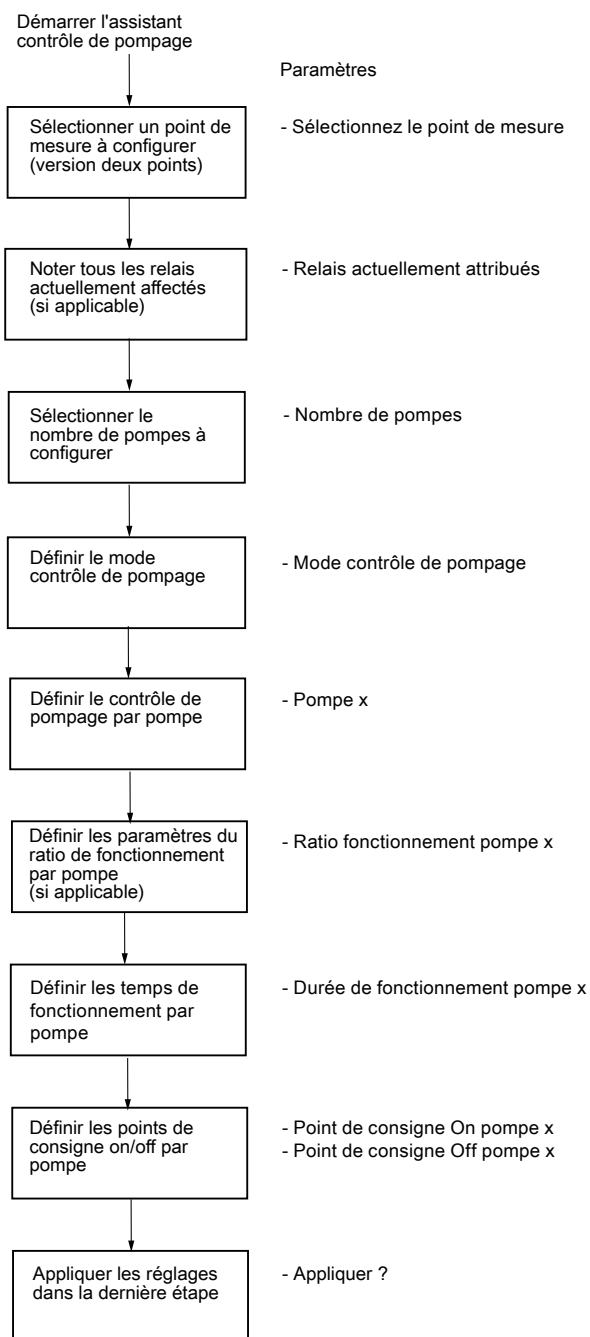 Démarrer l'assistant
contrôle de pompage
Paramètres
Sélectionner un point de
mesure à configurer
(version deux points)
- Sélectionnez le point de mesure
Noter tous les relais
actuellement affectés
(si applicable)
- Relais actuellement attribués
Sélectionner le
nombre de pompes à
configurer
- Nombre de pompes
Définir le mode
contrôle de pompage
- Mode contrôle de pompage
Définir le contrôle de
pompage par pompe
- Pompe x
Définir les paramètres du
ratio de fonctionnement
par pompe
(si applicable)
- Ratio fonctionnement pompe x
Définir les temps de
fonctionnement par
pompe
- Durée de fonctionnement pompe x
Définir les points de
consigne on/off par
pompe
- Point de consigne On pompe x
- Point de consigne Off pompe x
Appliquer les réglages
dans la dernière étape
- Appliquer ?